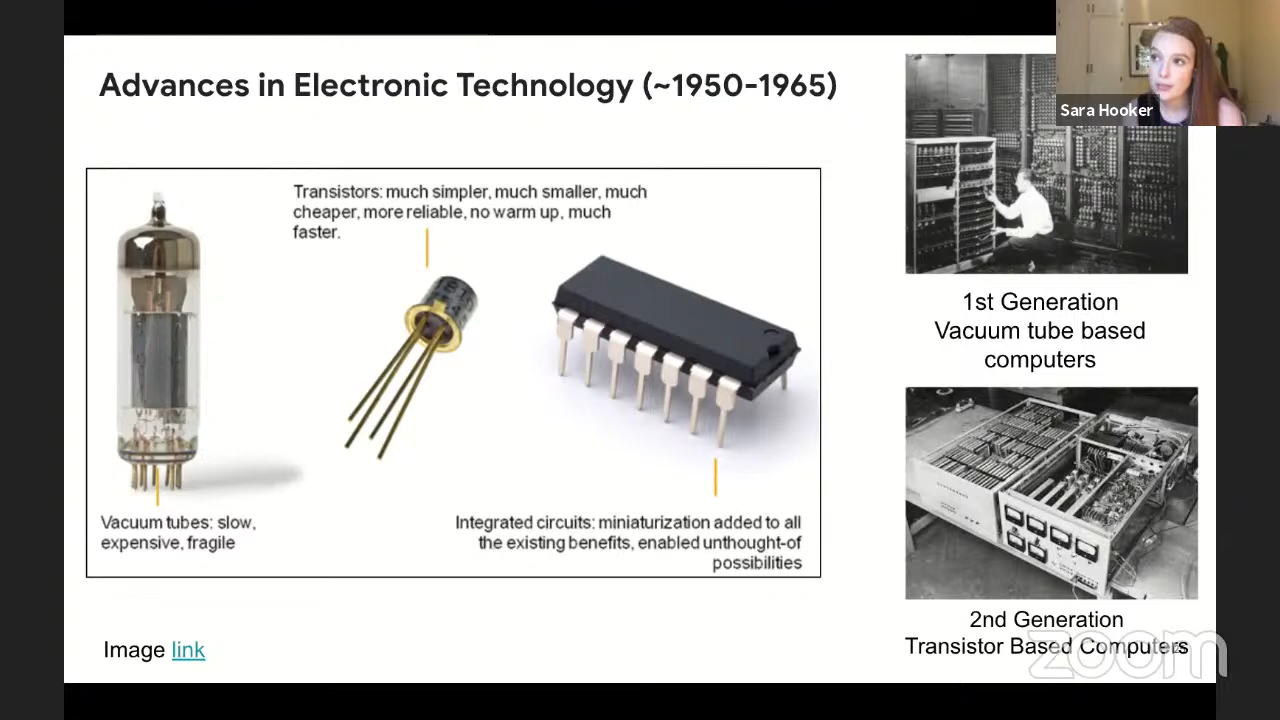 Advances in Electronic Technology (~1950-1965)
Sara Hooker
Transistors: much simpler, much smaller, much
cheaper, more reliable, no warm up, much
faster.
Vacuum tubes: slow,
expensive, fragile
Integrated circuits: miniaturization added to all
the existing benefits, enabled unthought-of
possibilities
1st Generation
Vacuum tube based
computers
2nd Generation
Transistor Based Computers
Image link
zoom